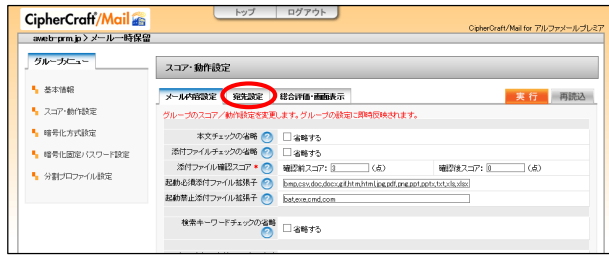 CipherCraft/Mail
トップ ログアウト
CipherCraft/Mail for アルファメールプレミア
aweb-prm.jp > メール一時保留
グループメニュー
基本情報
スコア・動作設定
暗号化方式設定
暗号化固定パスワード設定
分割プロファイル設定
スコア・動作設定
メール内容設定 宛先設定 総合評価・画面表示
実行 再読込
グループのスコア/動作設定を変更します。グループの設定に即時反映されます。
本文チェックの省略 省略する
添付ファイルチェックの省略 省略する
添付ファイル確認スコア * 確認前スコア: 0 (点) 確認後スコア: 0 (点)
起動必須添付ファイル拡張子 bmp,csv,doc,docx,gif,htm,html,jpg,pdf,png,ppt,pptx,txt,xls,xlsx
起動禁止添付ファイル拡張子 bat,exe,cmd,com
検索キーワードチェックの省略 省略する